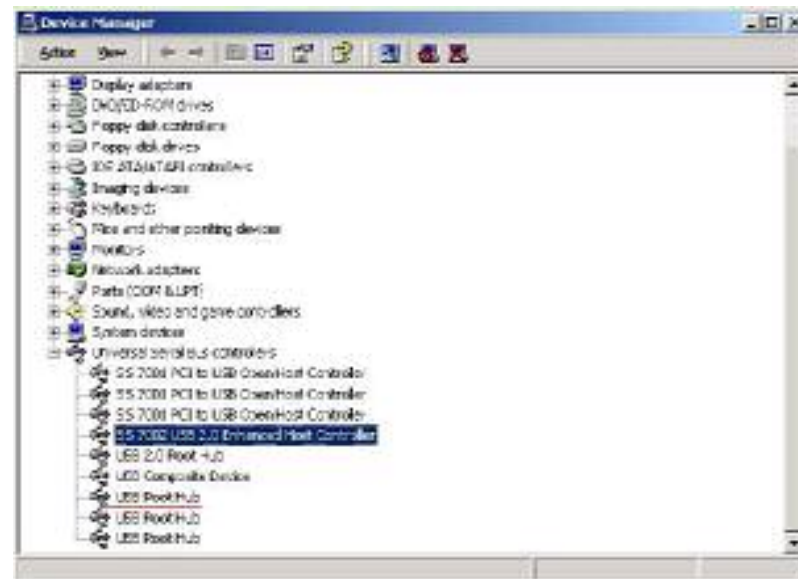 Device Manager
Action View
Display adapters
DVD/CD-ROM drives
Floppy disk controllers
Floppy disk drives
IDE ATA/ATAPI controllers
Imaging devices
Keyboards
Mice and other pointing devices
Monitors
Network adapters
Ports (COM & LPT)
Sound, video and game controllers
System devices
Universal serial bus controllers
SiS 7001 PCI to USB Open Host Controller
SiS 7001 PCI to USB Open Host Controller
SiS 7001 PCI to USB Open Host Controller
SiS 7002 USB 2.0 Enhanced Host Controller
USB 2.0 Root Hub
USB Composite Device
USB Root Hub
USB Root Hub
USB Root Hub